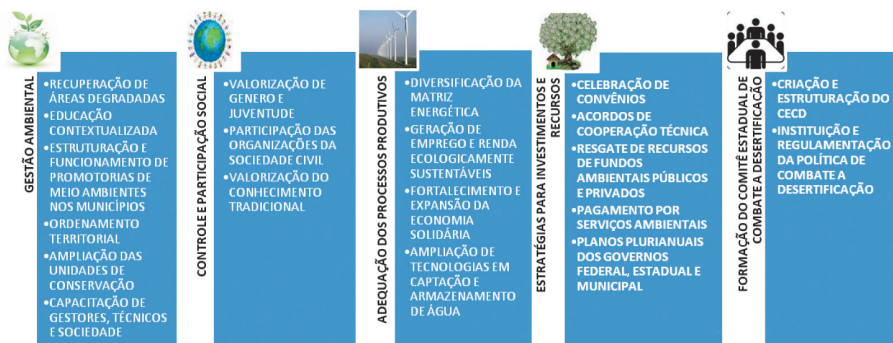 GESTÃO AMBIENTAL
•RECUPERAÇÃO DE
ÁREAS DEGRADADAS
•EDUCAÇÃO
CONTEXTUALIZADA
•ESTRUTURAÇÃO E
FUNCIONAMENTO DE
PROMOTORIAS DE
MEIO AMBIENTES
NOS MUNICÍPIOS
•ORDENAMENTO
TERRITORIAL
•AMPLIAÇÃO DAS
UNIDADES DE
CONSERVAÇÃO
•CAPACITAÇÃO DE
GESTORES, TÉCNICOS
E SOCIEDADE
CONTROLE E PARTICIPAÇÃO SOCIAL
•VALORIZAÇÃO DE
GENERO E
JUVENTUDE
•PARTICIPAÇÃO DAS
ORGANIZAÇÕES DA
SOCIEDADE CIVIL
•VALORIZAÇÃO DO
CONHECIMENTO
TRADICIONAL
ADEQUAÇÃO DOS PROCESSOS PRODUTIVOS
•DIVERSIFICAÇÃO DA
MATRIZ
ENERGÉTICA
•GERAÇÃO DE
EMPREGO E RENDA
ECOLOGICAMENTE
SUSTENTÁVEIS
•FORTALECIMENTO E
EXPANSÃO DA
ECONOMIA
SOLIDÁRIA
•AMPLIAÇÃO DE
TECNOLOGIAS EM
CAPTAÇÃO E
ARMAZENAMENTO
DE ÁGUA
ESTRATÉGIAS PARA INVESTIMENTOS E
RECURSOS
•CELEBRAÇÃO DE
CONVÊNIOS
•ACORDOS DE
COOPERAÇÃO TÉCNICA
•RESGATE DE RECURSOS
DE FUNDOS
AMBIENTAIS PÚBLICOS
E PRIVADOS
•PAGAMENTO POR
SERVIÇOS AMBIENTAIS
•PLANOS PLURIANUAIS
DOS GOVERNOS
FEDERAL, ESTADUAL E
MUNICIPAL
FORMAÇÃO DO COMITÊ ESTADUAL DE
COMBATE A DESERTIFICAÇÃO
•CRIAÇÃO E
ESTRUTURAÇÃO DO
CECD
•INSTITUIÇÃO E
REGULAMENTAÇÃO
DA POLÍTICA DE
COMBATE A
DESERTIFICAÇÃO